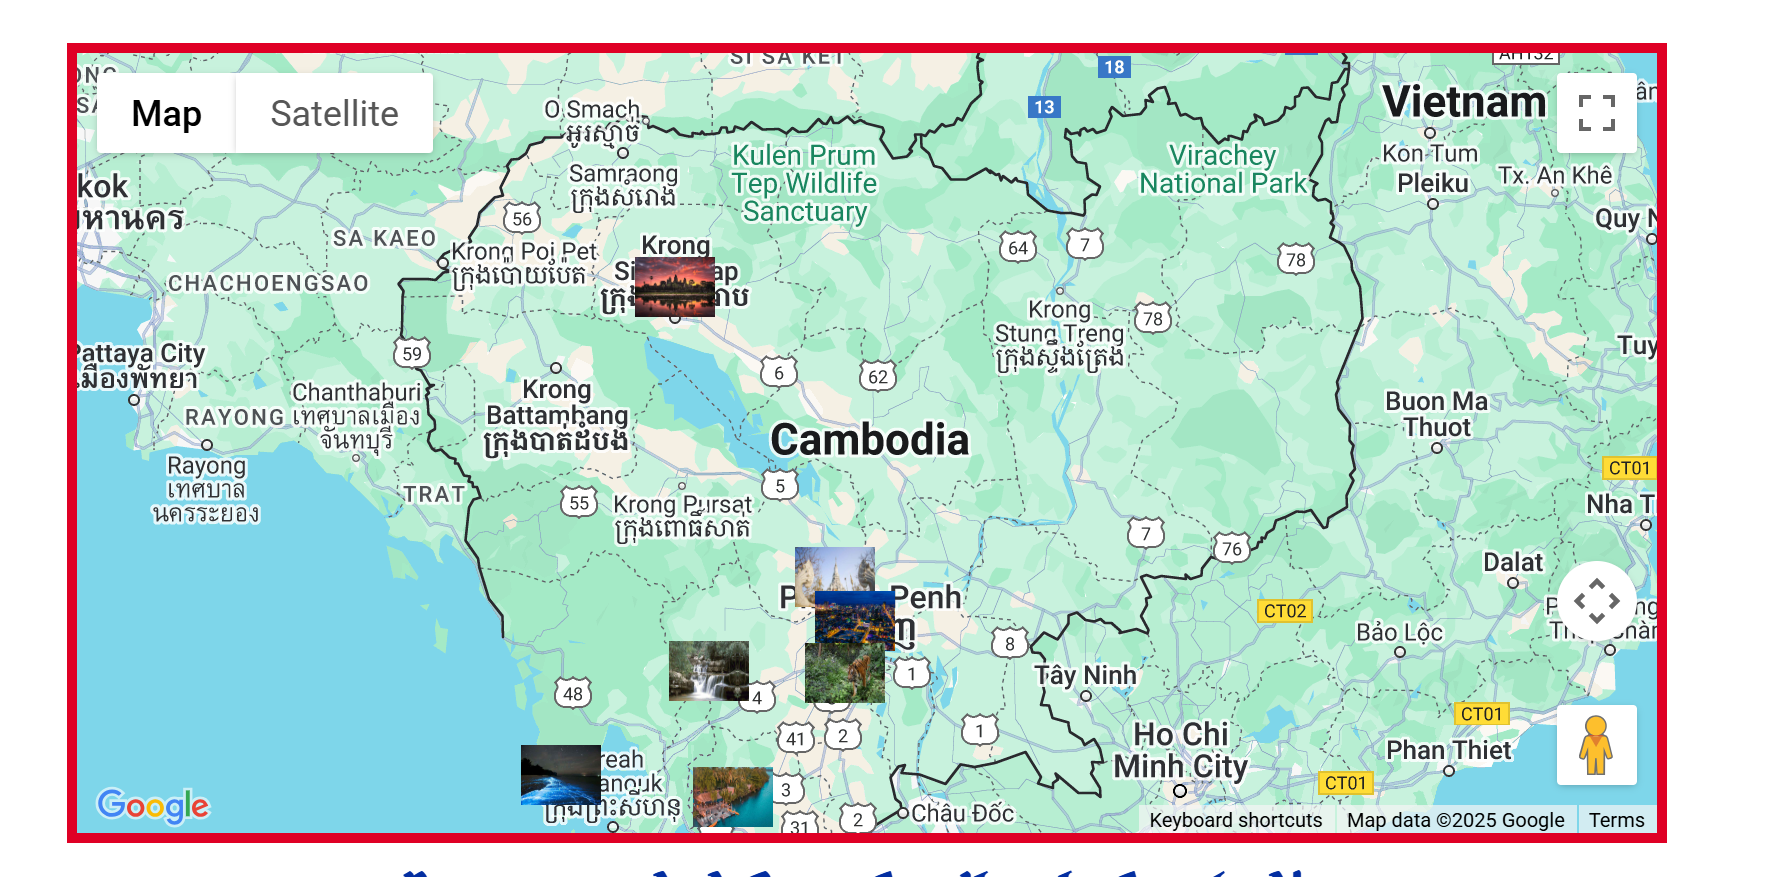 SI SA KET
18
AH132
13
Map
Satellite
Vietnam
O Smach
អូរស្មាច់
Samraong
ក្រុងសំរោង
Kulen Prum
Tep Wildlife
Sanctuary
Virachey
National Park
Kon Tum
Pleiku
Tx. An Khê
kok
มหานคร
56
SA KAEO
Quy N
Krong Poi Pet
ក្រុងប៉ោយប៉ែត
Krong
64
7
78
CHACHOENGSAO
Krong
Stung Treng
ក្រុងស្ទឹងត្រែង
78
Pattaya City
เมืองพัทยา
59
6
62
Tuy
Chanthaburi
เทศบาลเมือง
จันทบุรี
RAYONG
Krong
Battambang
ក្រុងបាត់ដំបង
Cambodia
Buon Ma
Thuot
Rayong
เทศบาล
นครระยอง
TRAT
55
Krong Pursat
ក្រុងពោធិ៍សាត់
5
CT01
Nha T
7
76
Dalat
Penh
CT02
8
Bảo Lộc
Tây Ninh
1
48
4
CT01
41
2
1
Ho Chi
Minh City
Phan Thiet
CT01
3
ក្រុងព្រះសីហនុ
31
2
Châu Đốc
Google
Keyboard shortcuts
Map data ©2025 Google
Terms